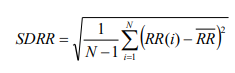 SDRR = √(1/(N−1) ∑_{i=1}^{N} (RR(i) − \overline{RR})²)